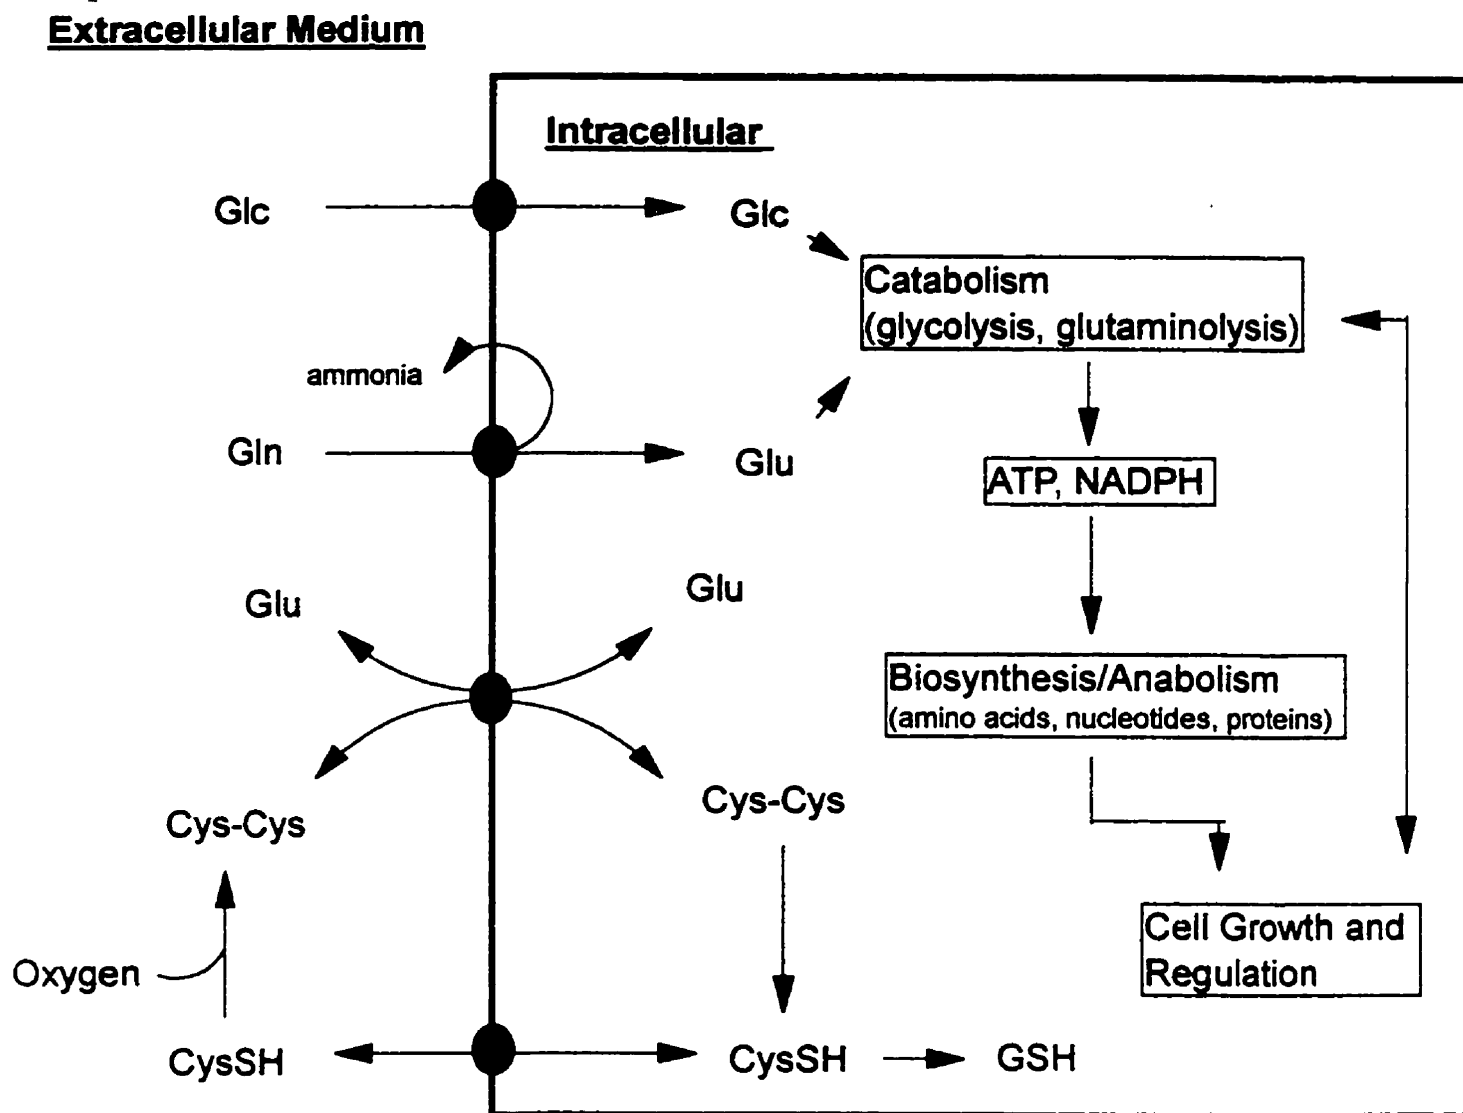 Extracellular Medium
Intracellular
Glc
Glc
Catabolism
(glycolysis, glutaminolysis)
ammonia
Gln
Glu
ATP, NADPH
Glu
Glu
Biosynthesis/Anabolism
(amino acids, nucleotides, proteins)
Cys-Cys
Cys-Cys
Cell Growth and
Regulation
Oxygen
CysSH
CysSH
GSH